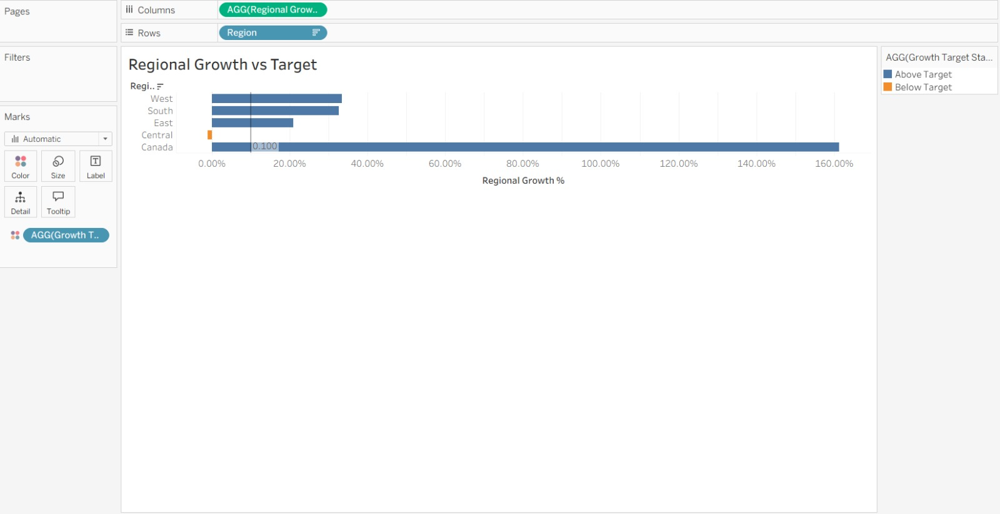 Pages
Columns
AGG(Regional Grow..
Rows
Region
Filters
Marks
Automatic
Color
Size
Label
Detail
Tooltip
AGG(Growth T..
Regional Growth vs Target
Regi..
West
South
East
Central
Canada
0.100
0.00% 20.00% 40.00% 60.00% 80.00% 100.00% 120.00% 140.00% 160.00%
Regional Growth %
AGG(Growth Target Sta...
Above Target
Below Target